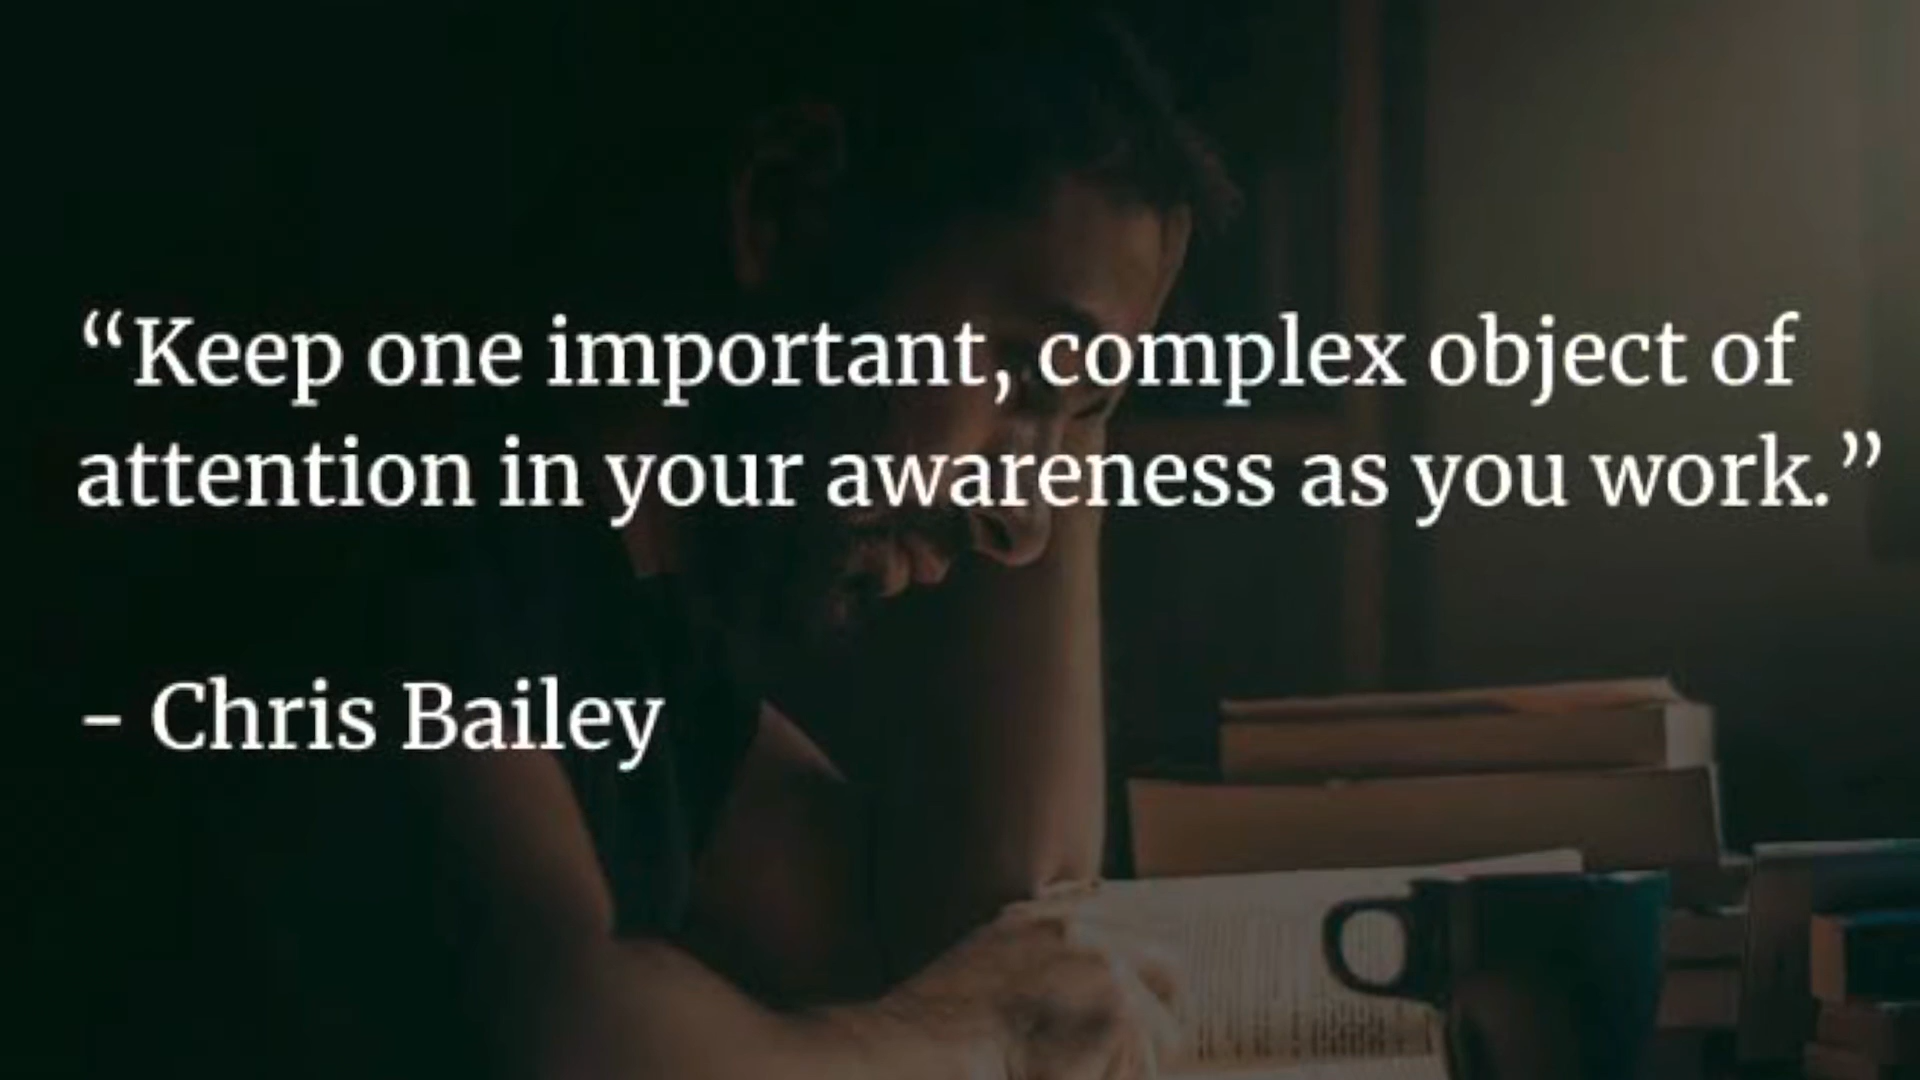 “Keep one important, complex object of
attention in your awareness as you work.”
- Chris Bailey